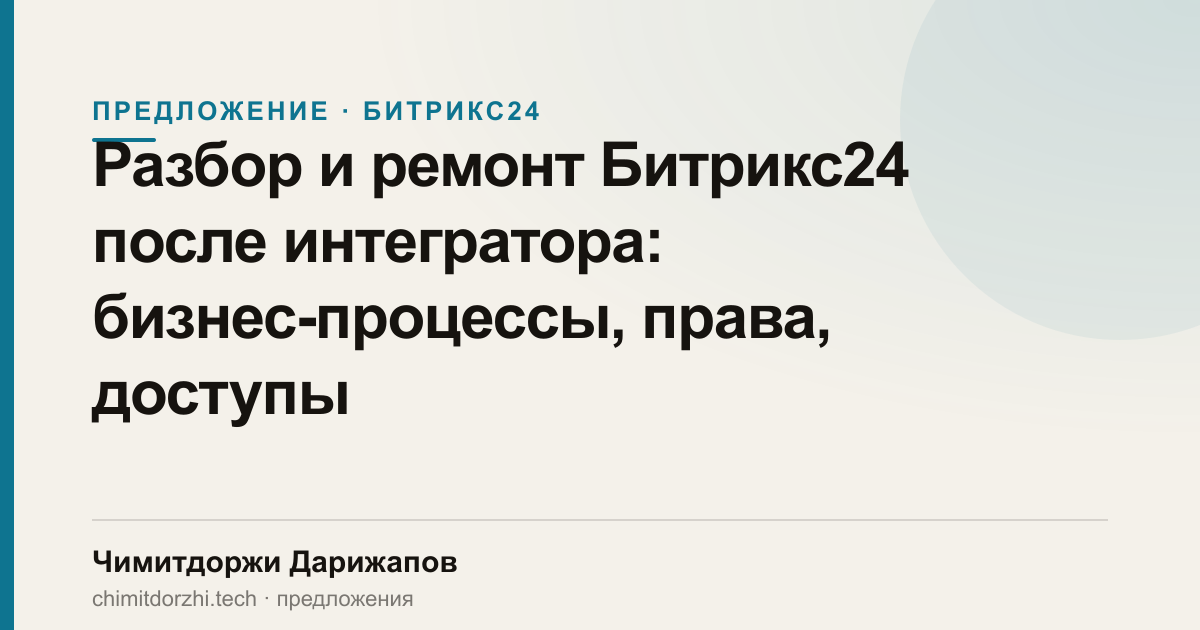 ПРЕДЛОЖЕНИЕ · БИТРИКС24
Разбор и ремонт Битрикс24
после интегратора:
бизнес-процессы, права,
доступы
Чимитдоржи Дарижапов
chimitdorzhi.tech · предложения